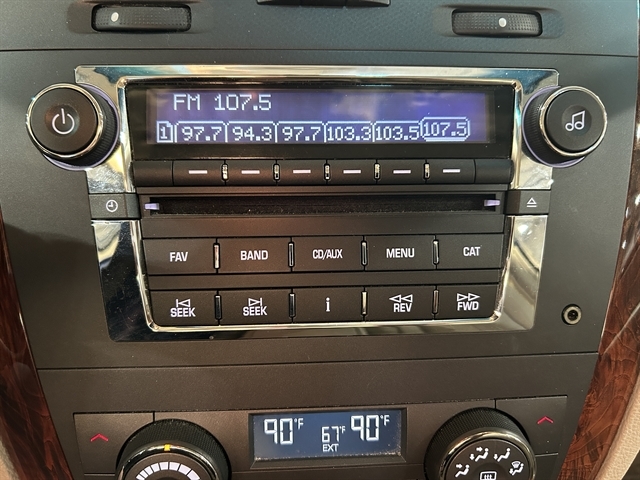 FM 107.5
1 97.7 94.3 97.7 103.3 103.5 107.5
FAV BAND CD/AUX MENU CAT
SEEK SEEK i REV FWD
90°F 67°F 90°F
EXT